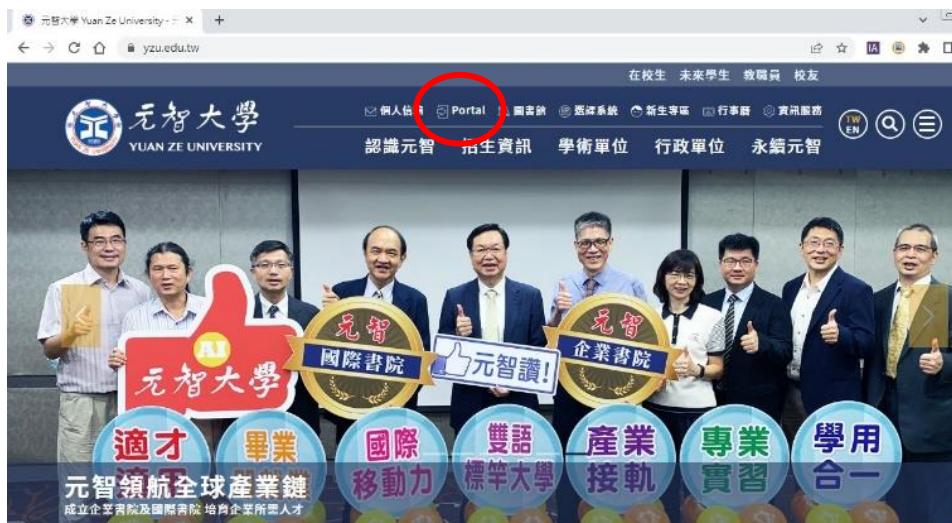 元智大學 Yuan Ze University -
yzu.edu.tw
在校生 未來學生 教職員 校友
元智大學
YUAN ZE UNIVERSITY
個人信箱 Portal 圖書館 選課系統 新生專區 行事曆 資訊服務
TW
EN
認識元智 招生資訊 學術單位 行政單位 永續元智
AI
元智大學
元智
國際書院
元智讚!
元智
企業書院
適才
適用
畢業
國際
移動力
雙語
標竿大學
產業
接軌
專業
實習
學用
合一
元智領航全球產業鏈
成立企業書院及國際書院 培育企業所需人才
IA